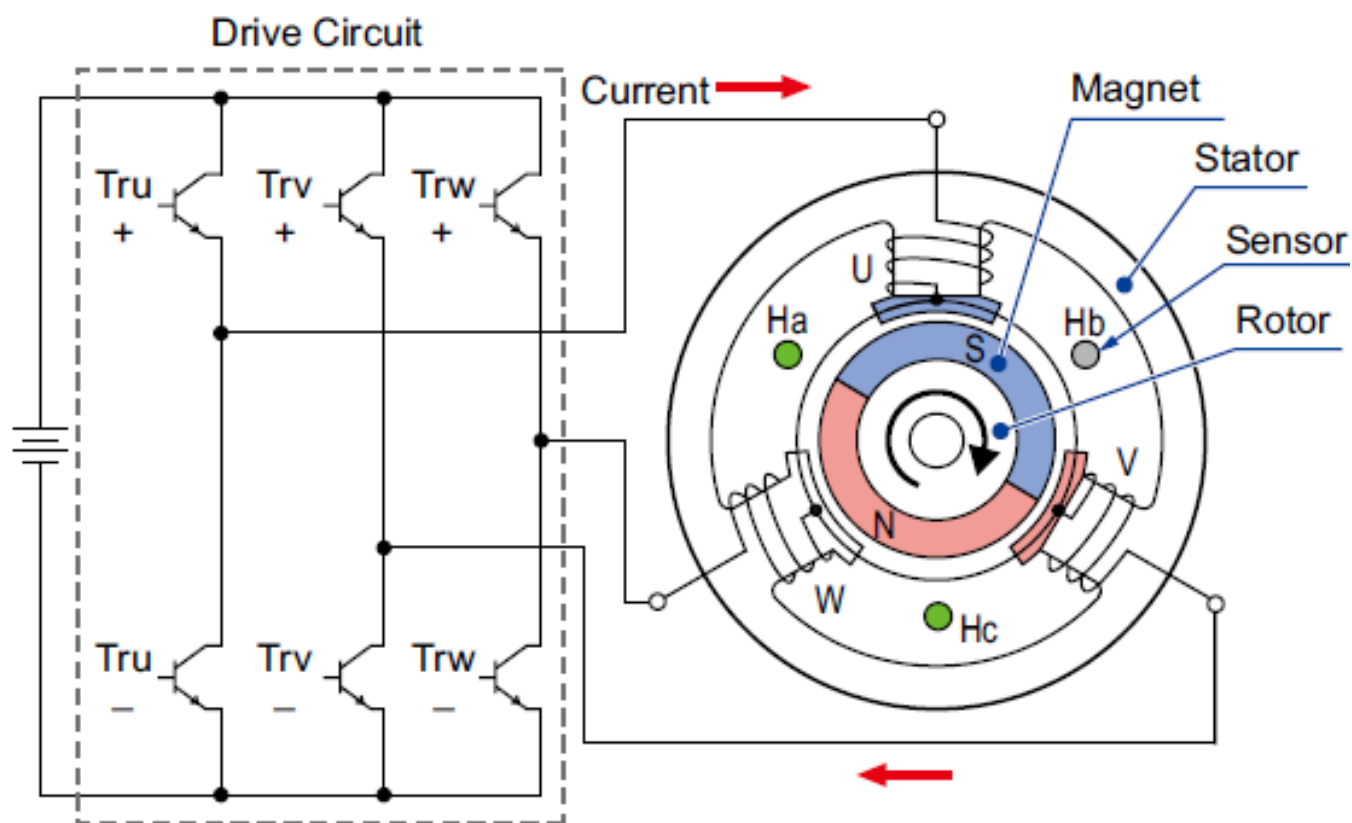 Drive Circuit
Current
Magnet
Stator
Sensor
Rotor
Tru
+
Trv
+
Trw
+
U
Ha
S
Hb
V
N
W
Hc
Tru
–
Trv
–
Trw
–